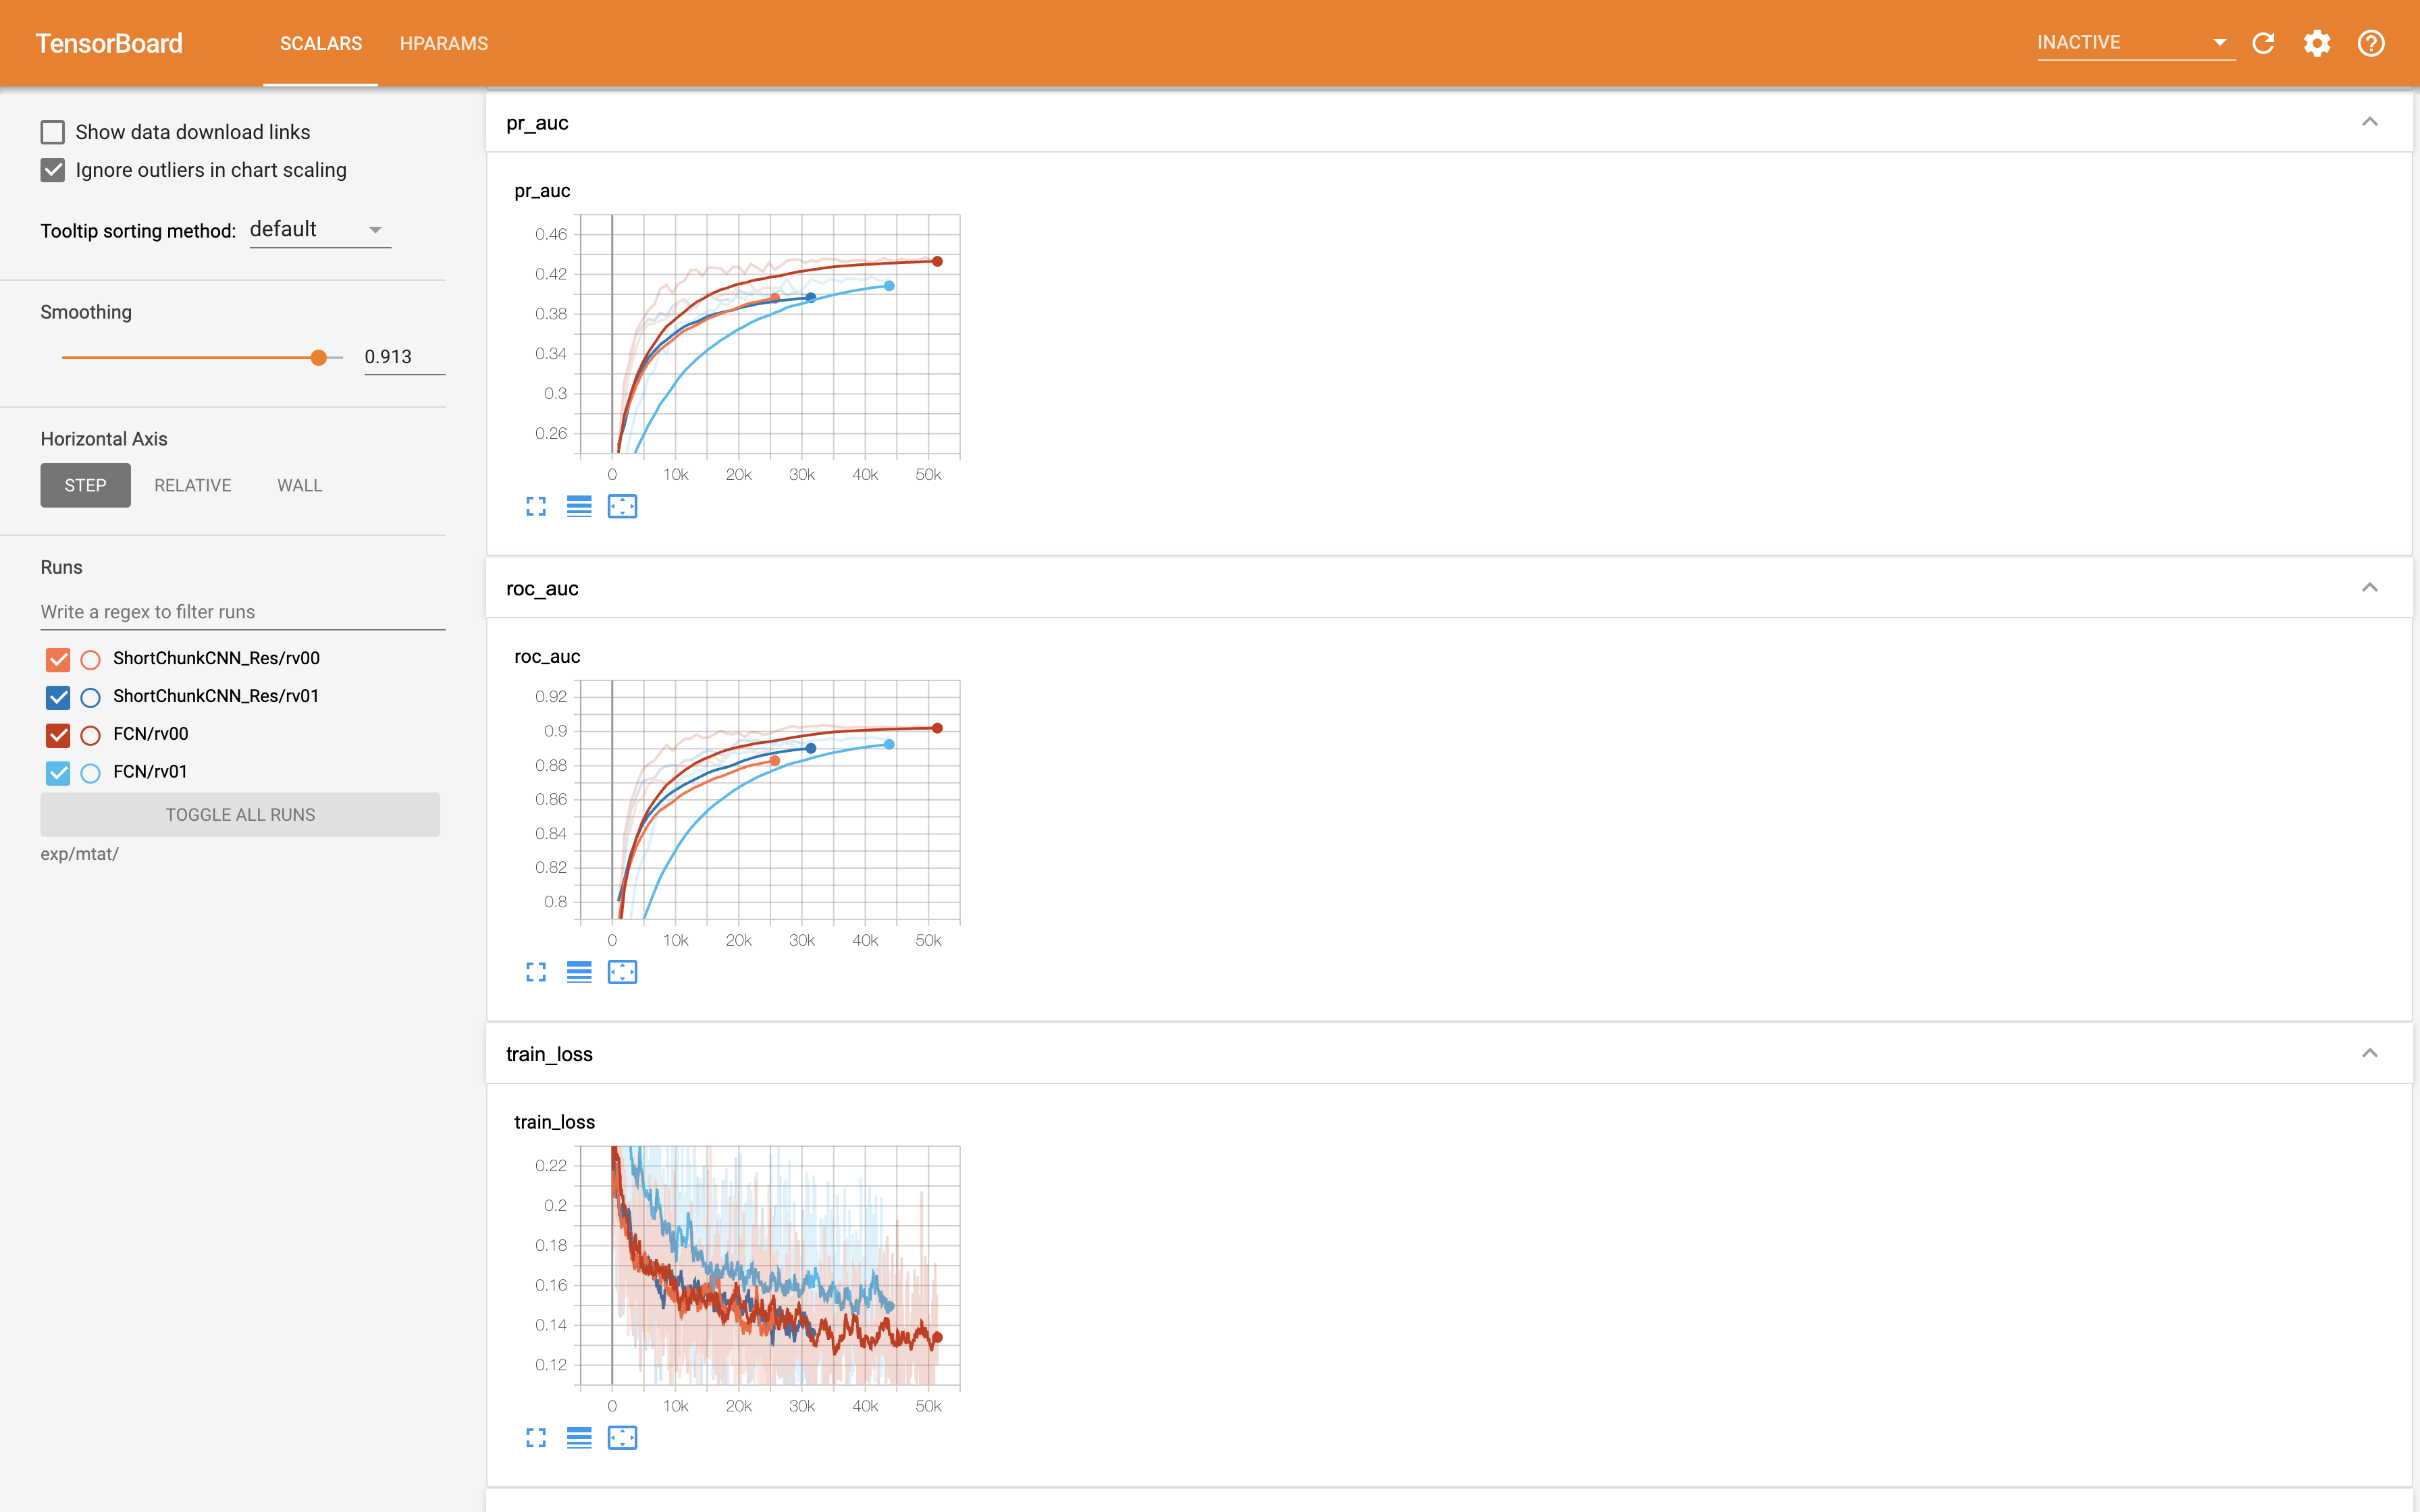 TensorBoard
SCALARS
HPARAMS
INACTIVE
Show data download links
Ignore outliers in chart scaling
Tooltip sorting method:
default
Smoothing
0.913
Horizontal Axis
STEP
RELATIVE
WALL
Runs
Write a regex to filter runs
ShortChunkCNN_Res/rv00
ShortChunkCNN_Res/rv01
FCN/rv00
FCN/rv01
TOGGLE ALL RUNS
exp/mtat/
pr_auc
pr_auc
0.46
0.42
0.38
0.34
0.3
0.26
0
10k
20k
30k
40k
50k
roc_auc
roc_auc
0.92
0.9
0.88
0.86
0.84
0.82
0.8
0
10k
20k
30k
40k
50k
train_loss
train_loss
0.22
0.2
0.18
0.16
0.14
0.12
0
10k
20k
30k
40k
50k